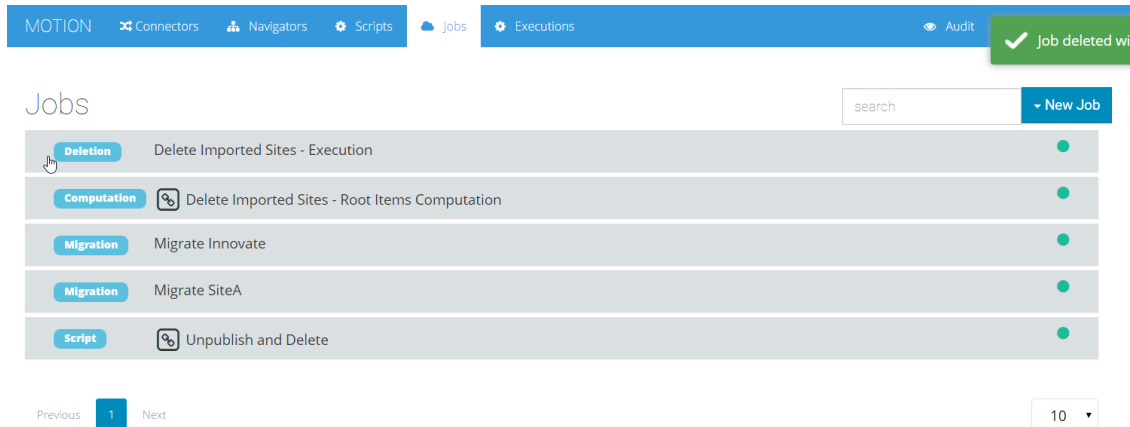 MOTION Connectors Navigators Scripts Jobs Executions Audit
Job deleted wi
Jobs
search
New Job
Deletion Delete Imported Sites - Execution
Computation Delete Imported Sites - Root Items Computation
Migration Migrate Innovate
Migration Migrate SiteA
Script Unpublish and Delete
Previous 1 Next 10